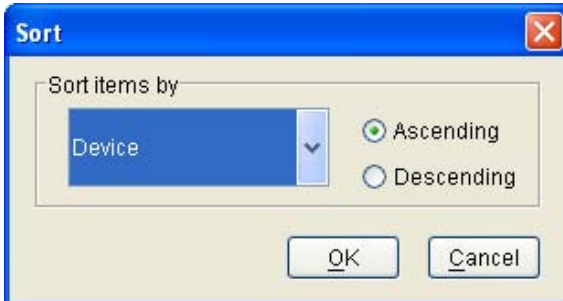 Sort
Sort items by
Device
Ascending
Descending
OK
Cancel